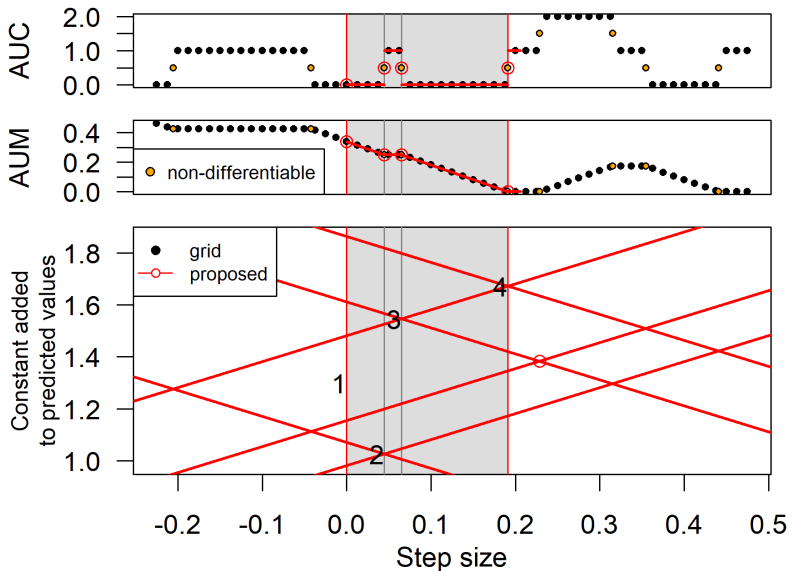 AUC
2.0
1.0
0.0
AUM
0.4
0.2
0.0
non-differentiable
Constant added
to predicted values
1.8
1.6
1.4
1.2
1.0
grid
proposed
1
2
3
4
-0.2 -0.1 0.0 0.1 0.2 0.3 0.4 0.5
Step size